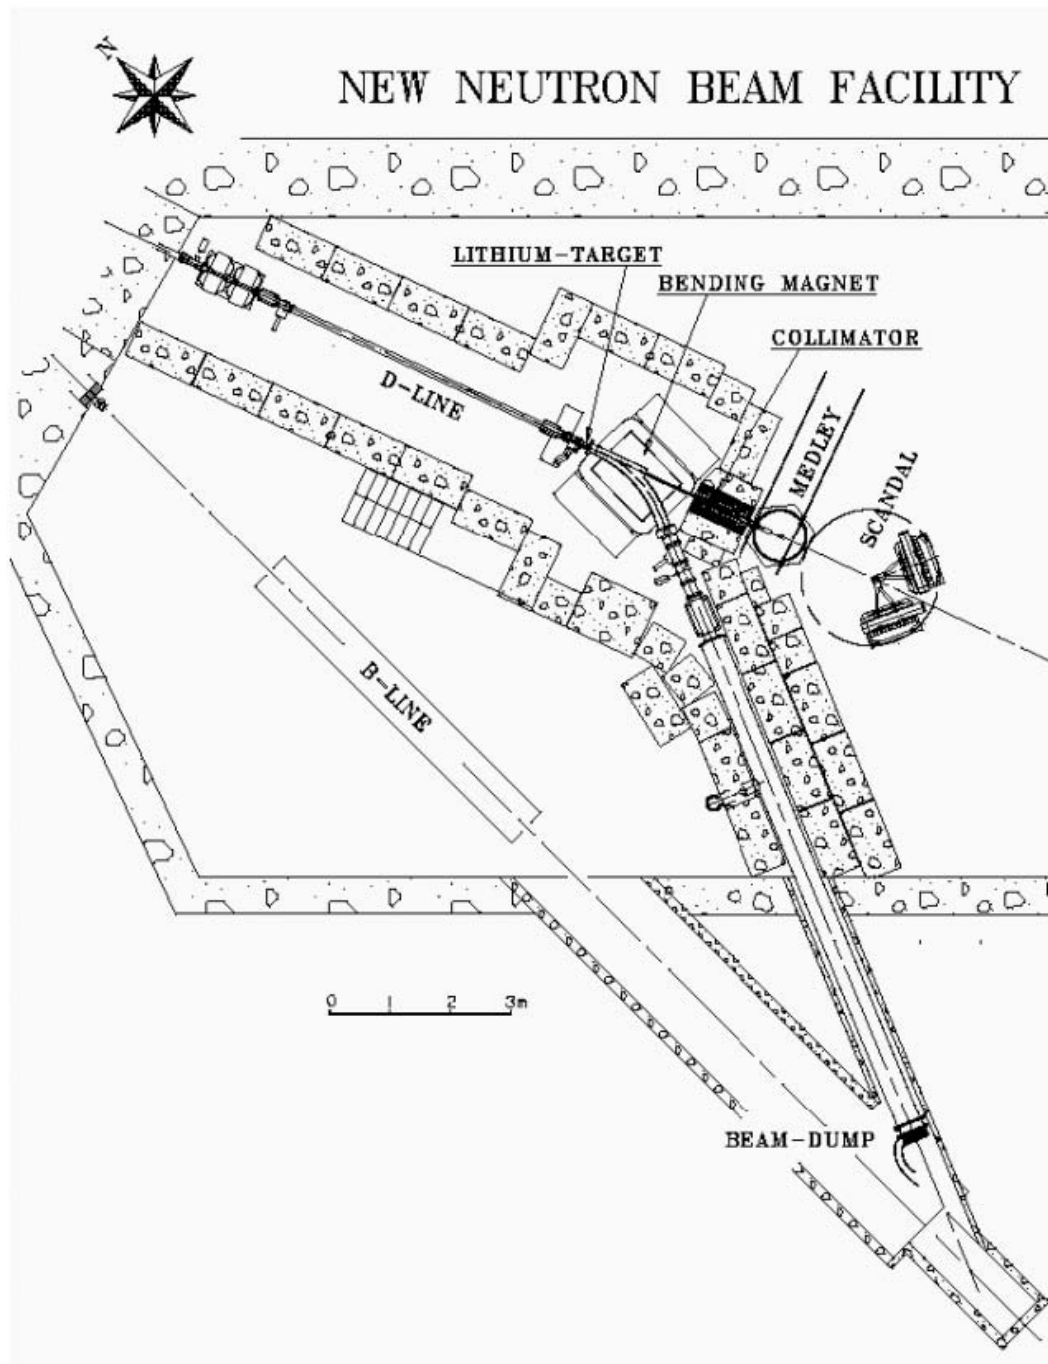 N
NEW NEUTRON BEAM FACILITY
LITHIUM-TARGET
BENDING MAGNET
COLLIMATOR
D-LINE
MEDLEY
SCANDAL
B-LINE
0 1 2 3m
BEAM-DUMP